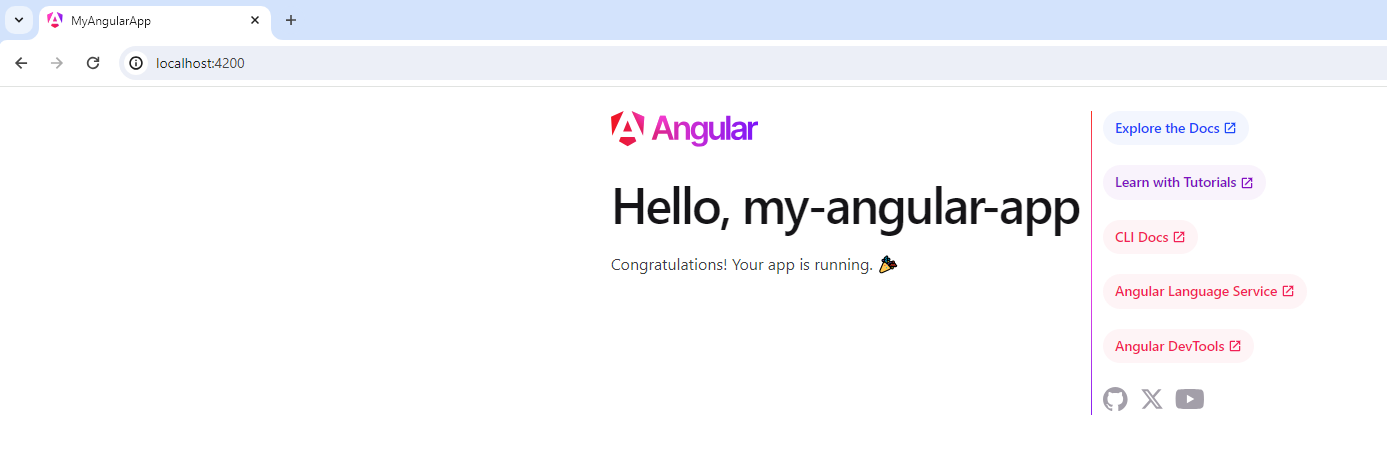 MyAngularApp
localhost:4200
Angular
Hello, my-angular-app
Congratulations! Your app is running. 🎉
Explore the Docs
Learn with Tutorials
CLI Docs
Angular Language Service
Angular DevTools